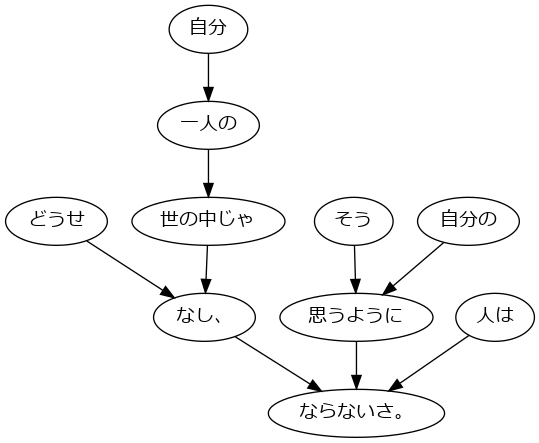 自分
一人の
どうせ
世の中じゃ
そう
自分の
なし、
思うように
人は
ならないさ。